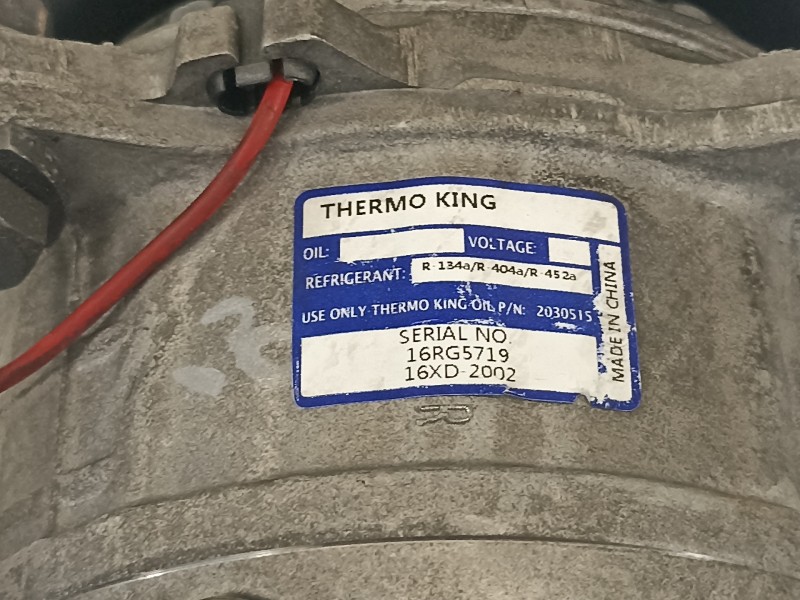 THERMO KING
OIL: VOLTAGE:
REFRIGERANT: R-134a/R-404a/R-452a
USE ONLY THERMO KING OIL P/N: 2030515
SERIAL NO.
16RG5719
16XD-2002
MADE IN CHINA
R